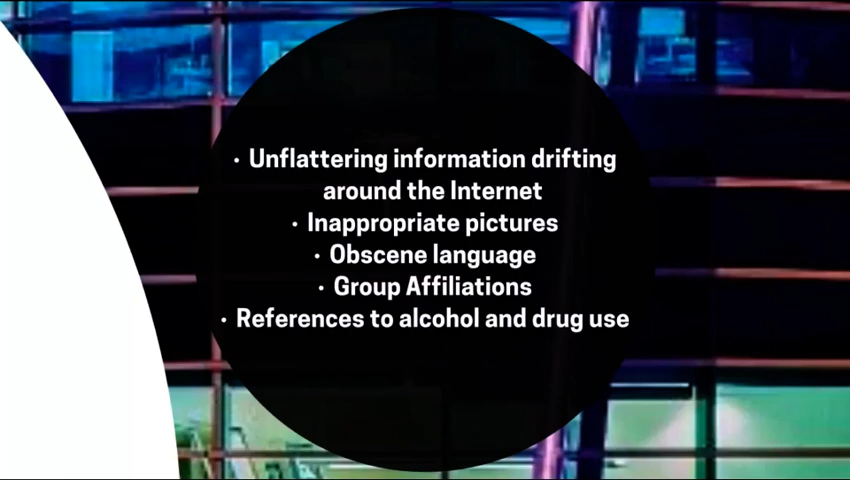 · Unflattering information drifting
around the Internet
· Inappropriate pictures
· Obscene language
· Group Affiliations
· References to alcohol and drug use